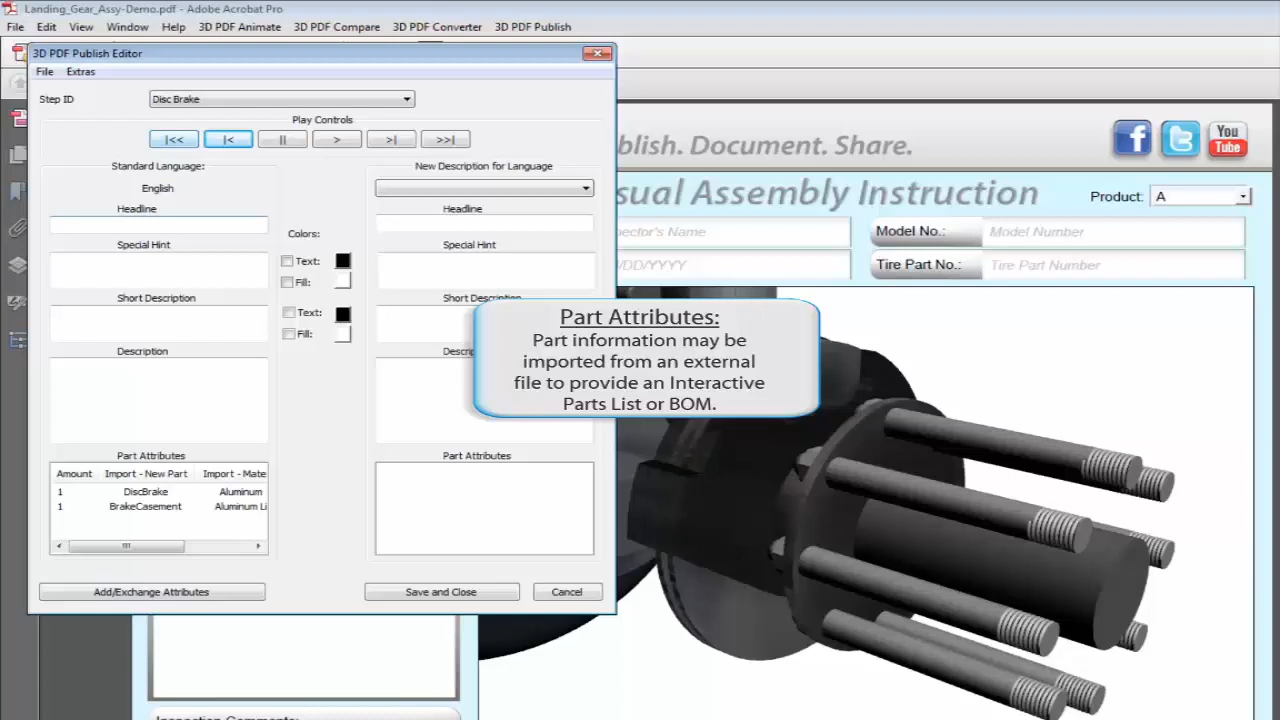 Landing_Gear_Assy-Demo.pdf - Adobe Acrobat Pro
File Edit View Window Help 3D PDF Animate 3D PDF Compare 3D PDF Converter 3D PDF Publish
3D PDF Publish Editor
File Extras
Step ID Disc Brake
Play Controls
|<< |< || > >| >>|
Standard Language:
English
Headline
Special Hint
Short Description
Description
Part Attributes
Amount Import - New Part Import - Mate
1 DiscBrake Aluminum
1 BrakeCasement Aluminum Li
Add/Exchange Attributes
Colors:
Text:
Fill:
Text:
Fill:
New Description for Language
Headline
Special Hint
Short Description
Descrip
Part Attributes
Save and Close Cancel
Part Attributes:
Part information may be
imported from an external
file to provide an Interactive
Parts List or BOM.
blish. Document. Share.
f t You Tube
sual Assembly Instruction
Product: A
ector's Name Model No.: Model Number
/DD/YYYY Tire Part No.: Tire Part Number
Inspection Comments: